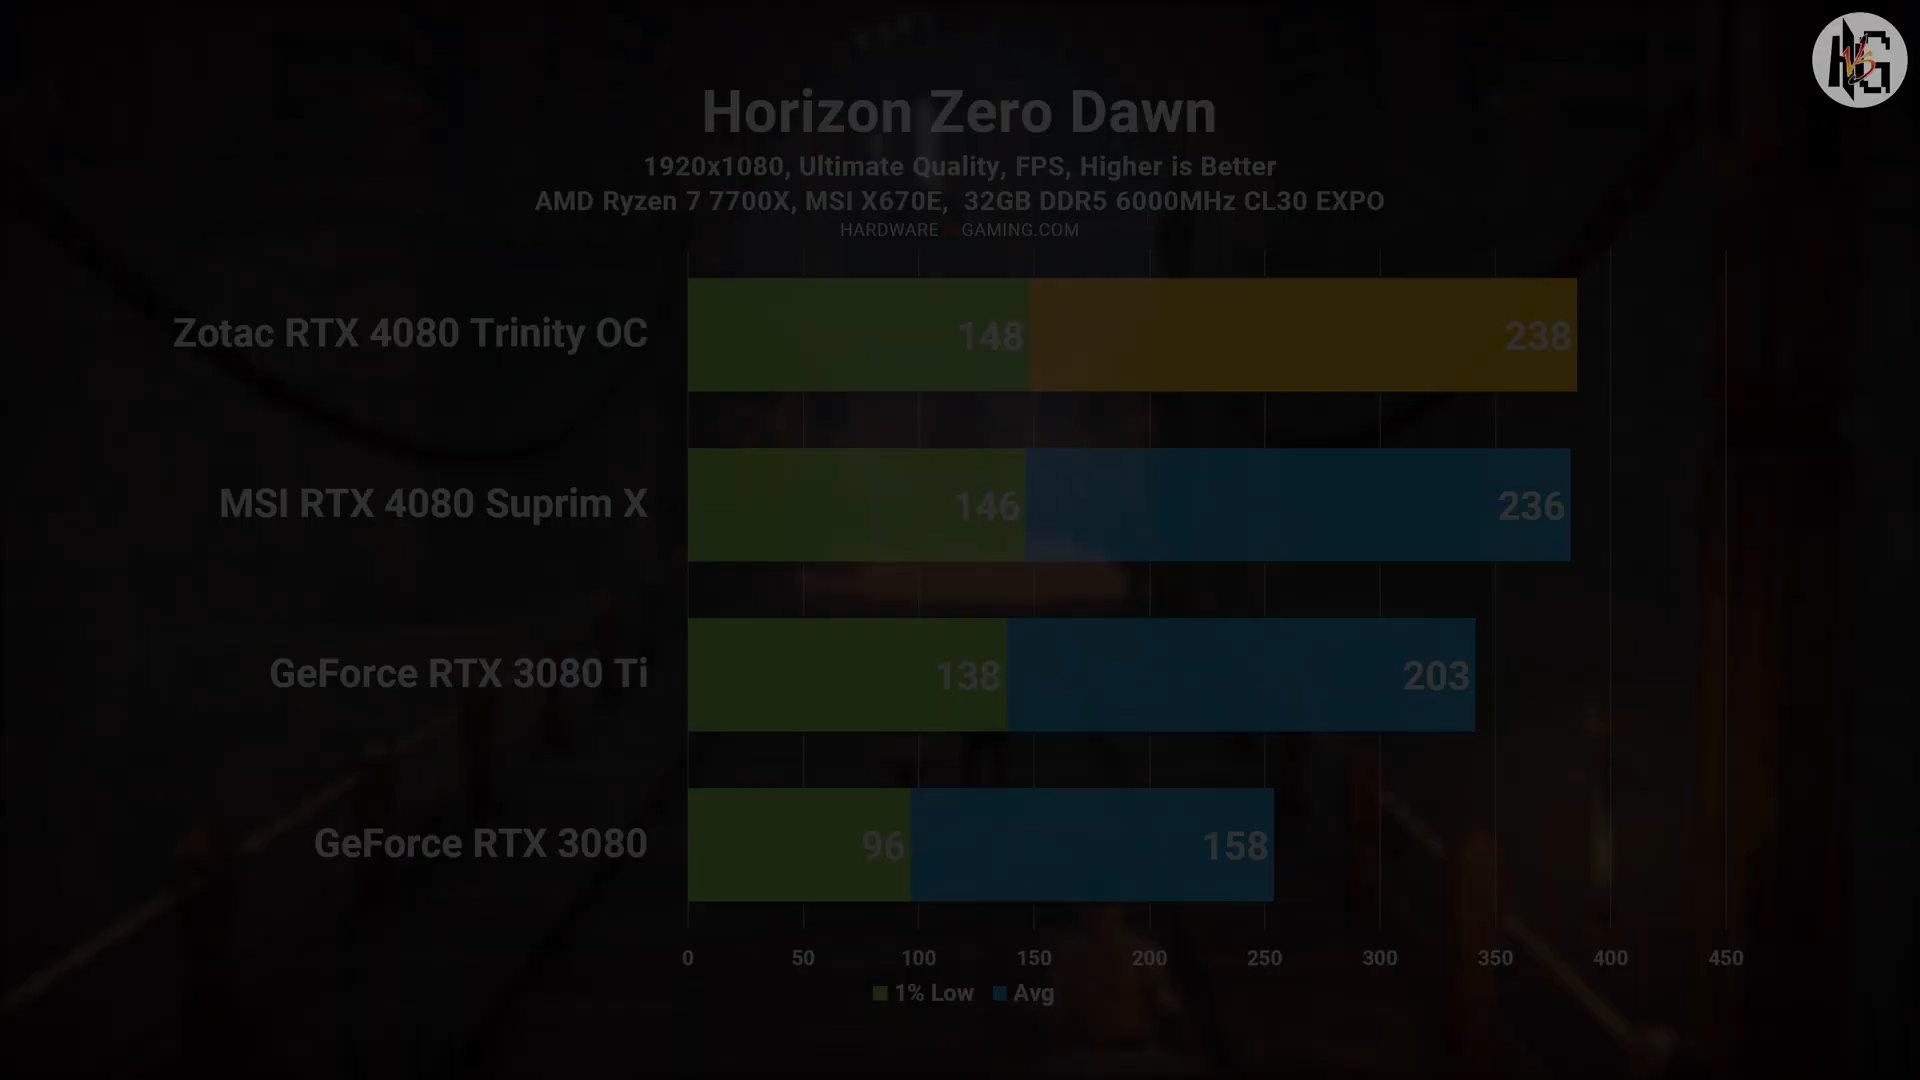 Horizon Zero Dawn
1920x1080, Ultimate Quality, FPS, Higher is Better
AMD Ryzen 7 7700X, MSI X670E, 32GB DDR5 6000MHz CL30 EXPO
HARDWARE VS GAMING.COM
Zotac RTX 4080 Trinity OC
148
238
MSI RTX 4080 Suprim X
146
236
GeForce RTX 3080 Ti
138
203
GeForce RTX 3080
96
158
0 50 100 150 200 250 300 350 400 450
1% Low Avg